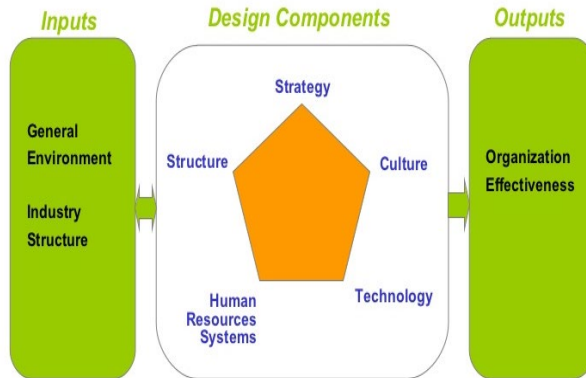 Inputs
Design Components
Outputs
General
Environment
Industry
Structure
Strategy
Structure
Culture
Human
Resources
Systems
Technology
Organization
Effectiveness